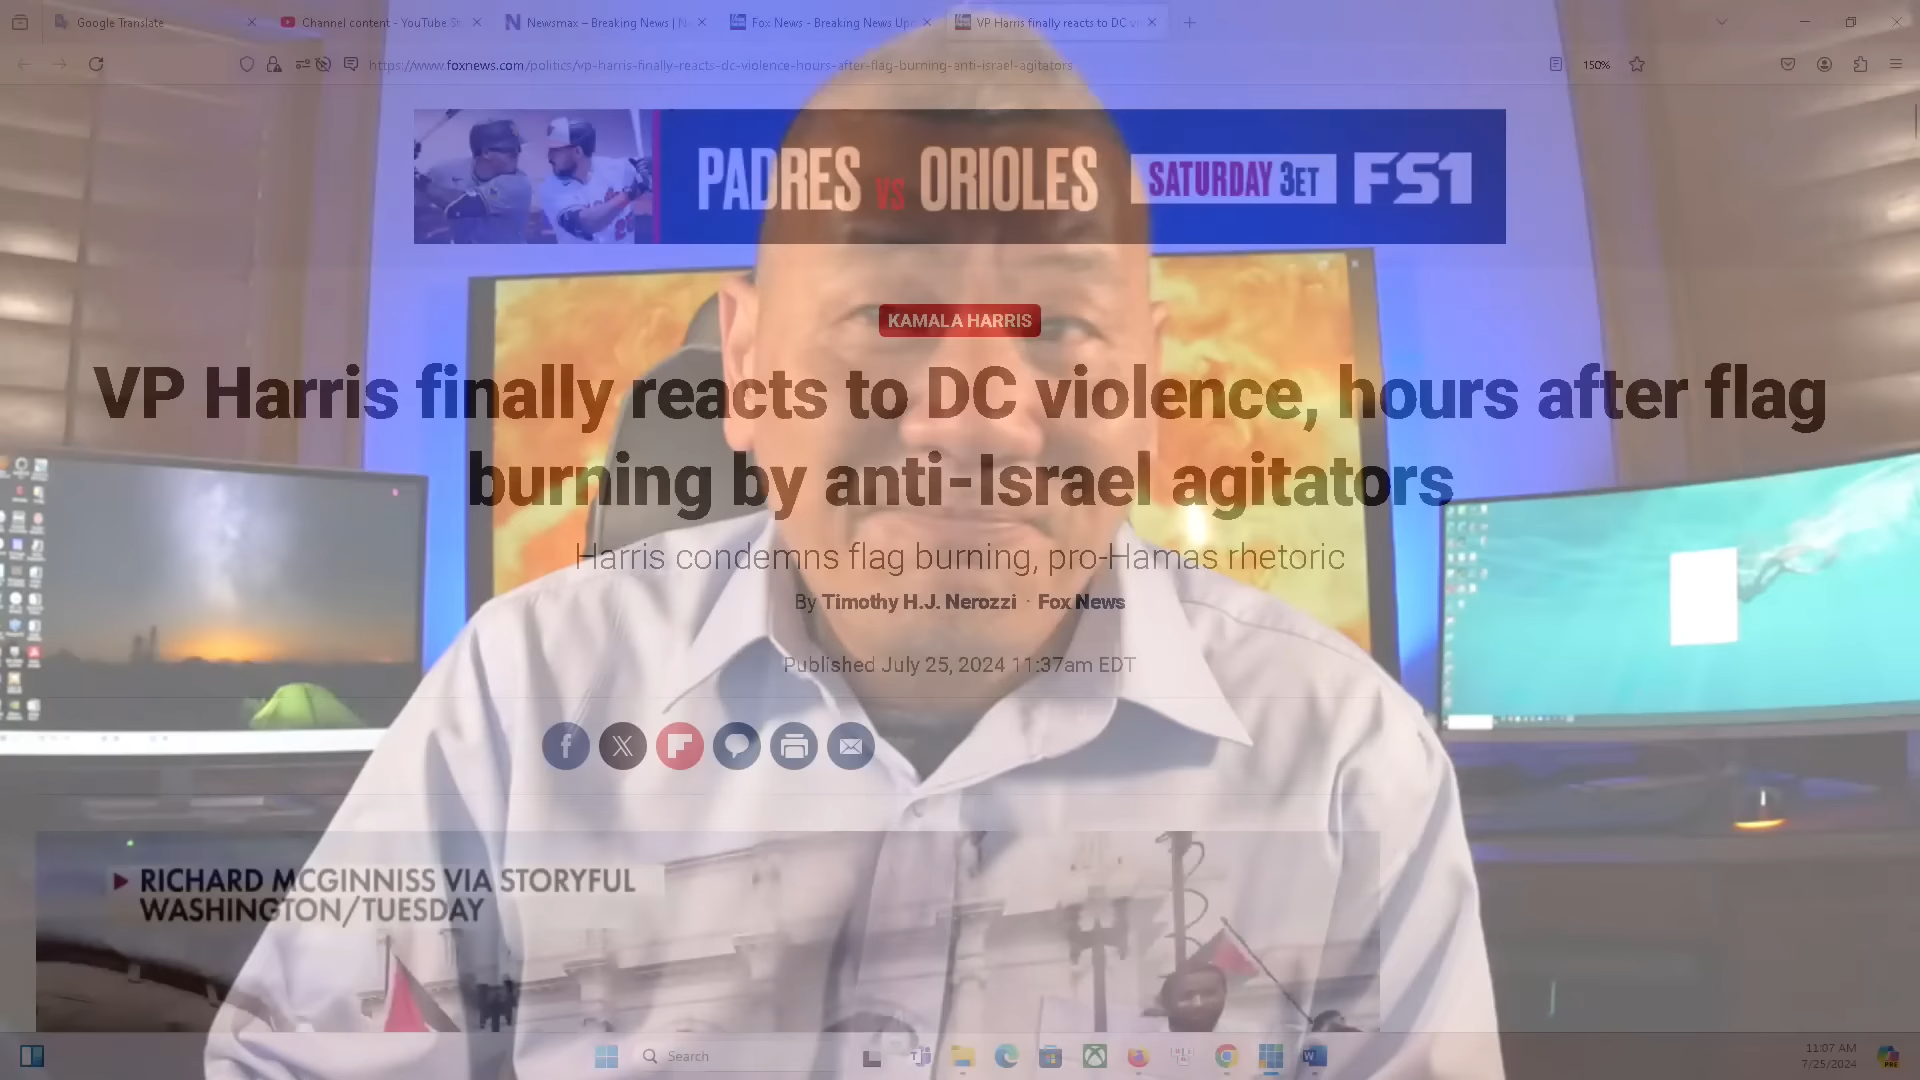 Google Translate
Channel content - YouTube St
Newsmax – Breaking News | N
Fox News - Breaking News Up
VP Harris finally reacts to DC vi
https://www.foxnews.com/politics/vp-harris-finally-reacts-dc-violence-hours-after-flag-burning-anti-israel-agitators
150%
PADRES VS ORIOLES
SATURDAY 3ET FS1
KAMALA HARRIS
VP Harris finally reacts to DC violence, hours after flag
burning by anti-Israel agitators
Harris condemns flag burning, pro-Hamas rhetoric
By Timothy H.J. Nerozzi · Fox News
Published July 25, 2024 11:37am EDT
RICHARD MCGINNISS VIA STORYFUL
WASHINGTON/TUESDAY
Search
11:07 AM
7/25/2024